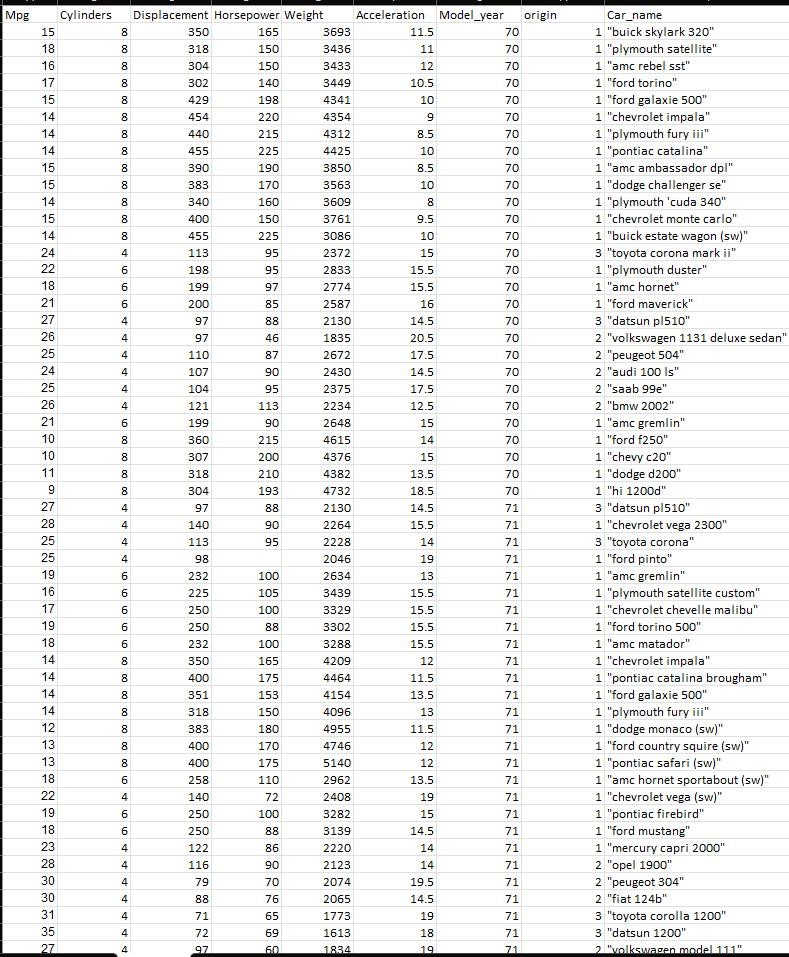 Mpg Cylinders Displacement Horsepower Weight Acceleration Model_year origin Car_name
15 8 350 165 3693 11.5 70 1 "buick skylark 320"
18 8 318 150 3436 11 70 1 "plymouth satellite"
16 8 304 150 3433 12 70 1 "amc rebel sst"
17 8 302 140 3449 10.5 70 1 "ford torino"
15 8 429 198 4341 10 70 1 "ford galaxie 500"
14 8 454 220 4354 9 70 1 "chevrolet impala"
14 8 440 215 4312 8.5 70 1 "plymouth fury iii"
14 8 455 225 4425 10 70 1 "pontiac catalina"
15 8 390 190 3850 8.5 70 1 "amc ambassador dpl"
15 8 383 170 3563 10 70 1 "dodge challenger se"
14 8 340 160 3609 8 70 1 "plymouth 'cuda 340"
15 8 400 150 3761 9.5 70 1 "chevrolet monte carlo"
14 8 455 225 3086 10 70 1 "buick estate wagon (sw)"
24 4 113 95 2372 15 70 3 "toyota corona mark ii"
22 6 198 95 2833 15.5 70 1 "plymouth duster"
18 6 199 97 2774 15.5 70 1 "amc hornet"
21 6 200 85 2587 16 70 1 "ford maverick"
27 4 97 88 2130 14.5 70 3 "datsun pl510"
26 4 97 46 1835 20.5 70 2 "volkswagen 1131 deluxe sedan"
25 4 110 87 2672 17.5 70 2 "peugeot 504"
24 4 107 90 2430 14.5 70 2 "audi 100 ls"
25 4 104 95 2375 17.5 70 2 "saab 99e"
26 4 121 113 2234 12.5 70 2 "bmw 2002"
21 6 199 90 2648 15 70 1 "amc gremlin"
10 8 360 215 4615 14 70 1 "ford f250"
10 8 307 200 4376 15 70 1 "chevy c20"
11 8 318 210 4382 13.5 70 1 "dodge d200"
9 8 304 193 4732 18.5 70 1 "hi 1200d"
27 4 97 88 2130 14.5 71 3 "datsun pl510"
28 4 140 90 2264 15.5 71 1 "chevrolet vega 2300"
25 4 113 95 2228 14 71 3 "toyota corona"
25 4 98 2046 19 71 1 "ford pinto"
19 6 232 100 2634 13 71 1 "amc gremlin"
16 6 225 105 3439 15.5 71 1 "plymouth satellite custom"
17 6 250 100 3329 15.5 71 1 "chevrolet chevelle malibu"
19 6 250 88 3302 15.5 71 1 "ford torino 500"
18 6 232 100 3288 15.5 71 1 "amc matador"
14 8 350 165 4209 12 71 1 "chevrolet impala"
14 8 400 175 4464 11.5 71 1 "pontiac catalina brougham"
14 8 351 153 4154 13.5 71 1 "ford galaxie 500"
14 8 318 150 4096 13 71 1 "plymouth fury iii"
12 8 383 180 4955 11.5 71 1 "dodge monaco (sw)"
13 8 400 170 4746 12 71 1 "ford country squire (sw)"
13 8 400 175 5140 12 71 1 "pontiac safari (sw)"
18 6 258 110 2962 13.5 71 1 "amc hornet sportabout (sw)"
22 4 140 72 2408 19 71 1 "chevrolet vega (sw)"
19 6 250 100 3282 15 71 1 "pontiac firebird"
18 6 250 88 3139 14.5 71 1 "ford mustang"
23 4 122 86 2220 14 71 1 "mercury capri 2000"
28 4 116 90 2123 14 71 2 "opel 1900"
30 4 79 70 2074 19.5 71 2 "peugeot 304"
30 4 88 76 2065 14.5 71 2 "fiat 124b"
31 4 71 65 1773 19 71 3 "toyota corolla 1200"
35 4 72 69 1613 18 71 3 "datsun 1200"
27 4 97 60 1834 19 71 2 "volkswagen model 111"